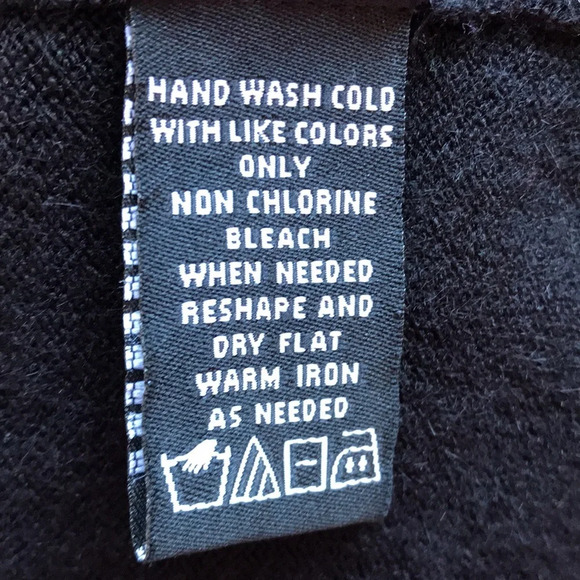 HAND WASH COLD
WITH LIKE COLORS
ONLY
NON CHLORINE
BLEACH
WHEN NEEDED
RESHAPE AND
DRY FLAT
WARM IRON
AS NEEDED